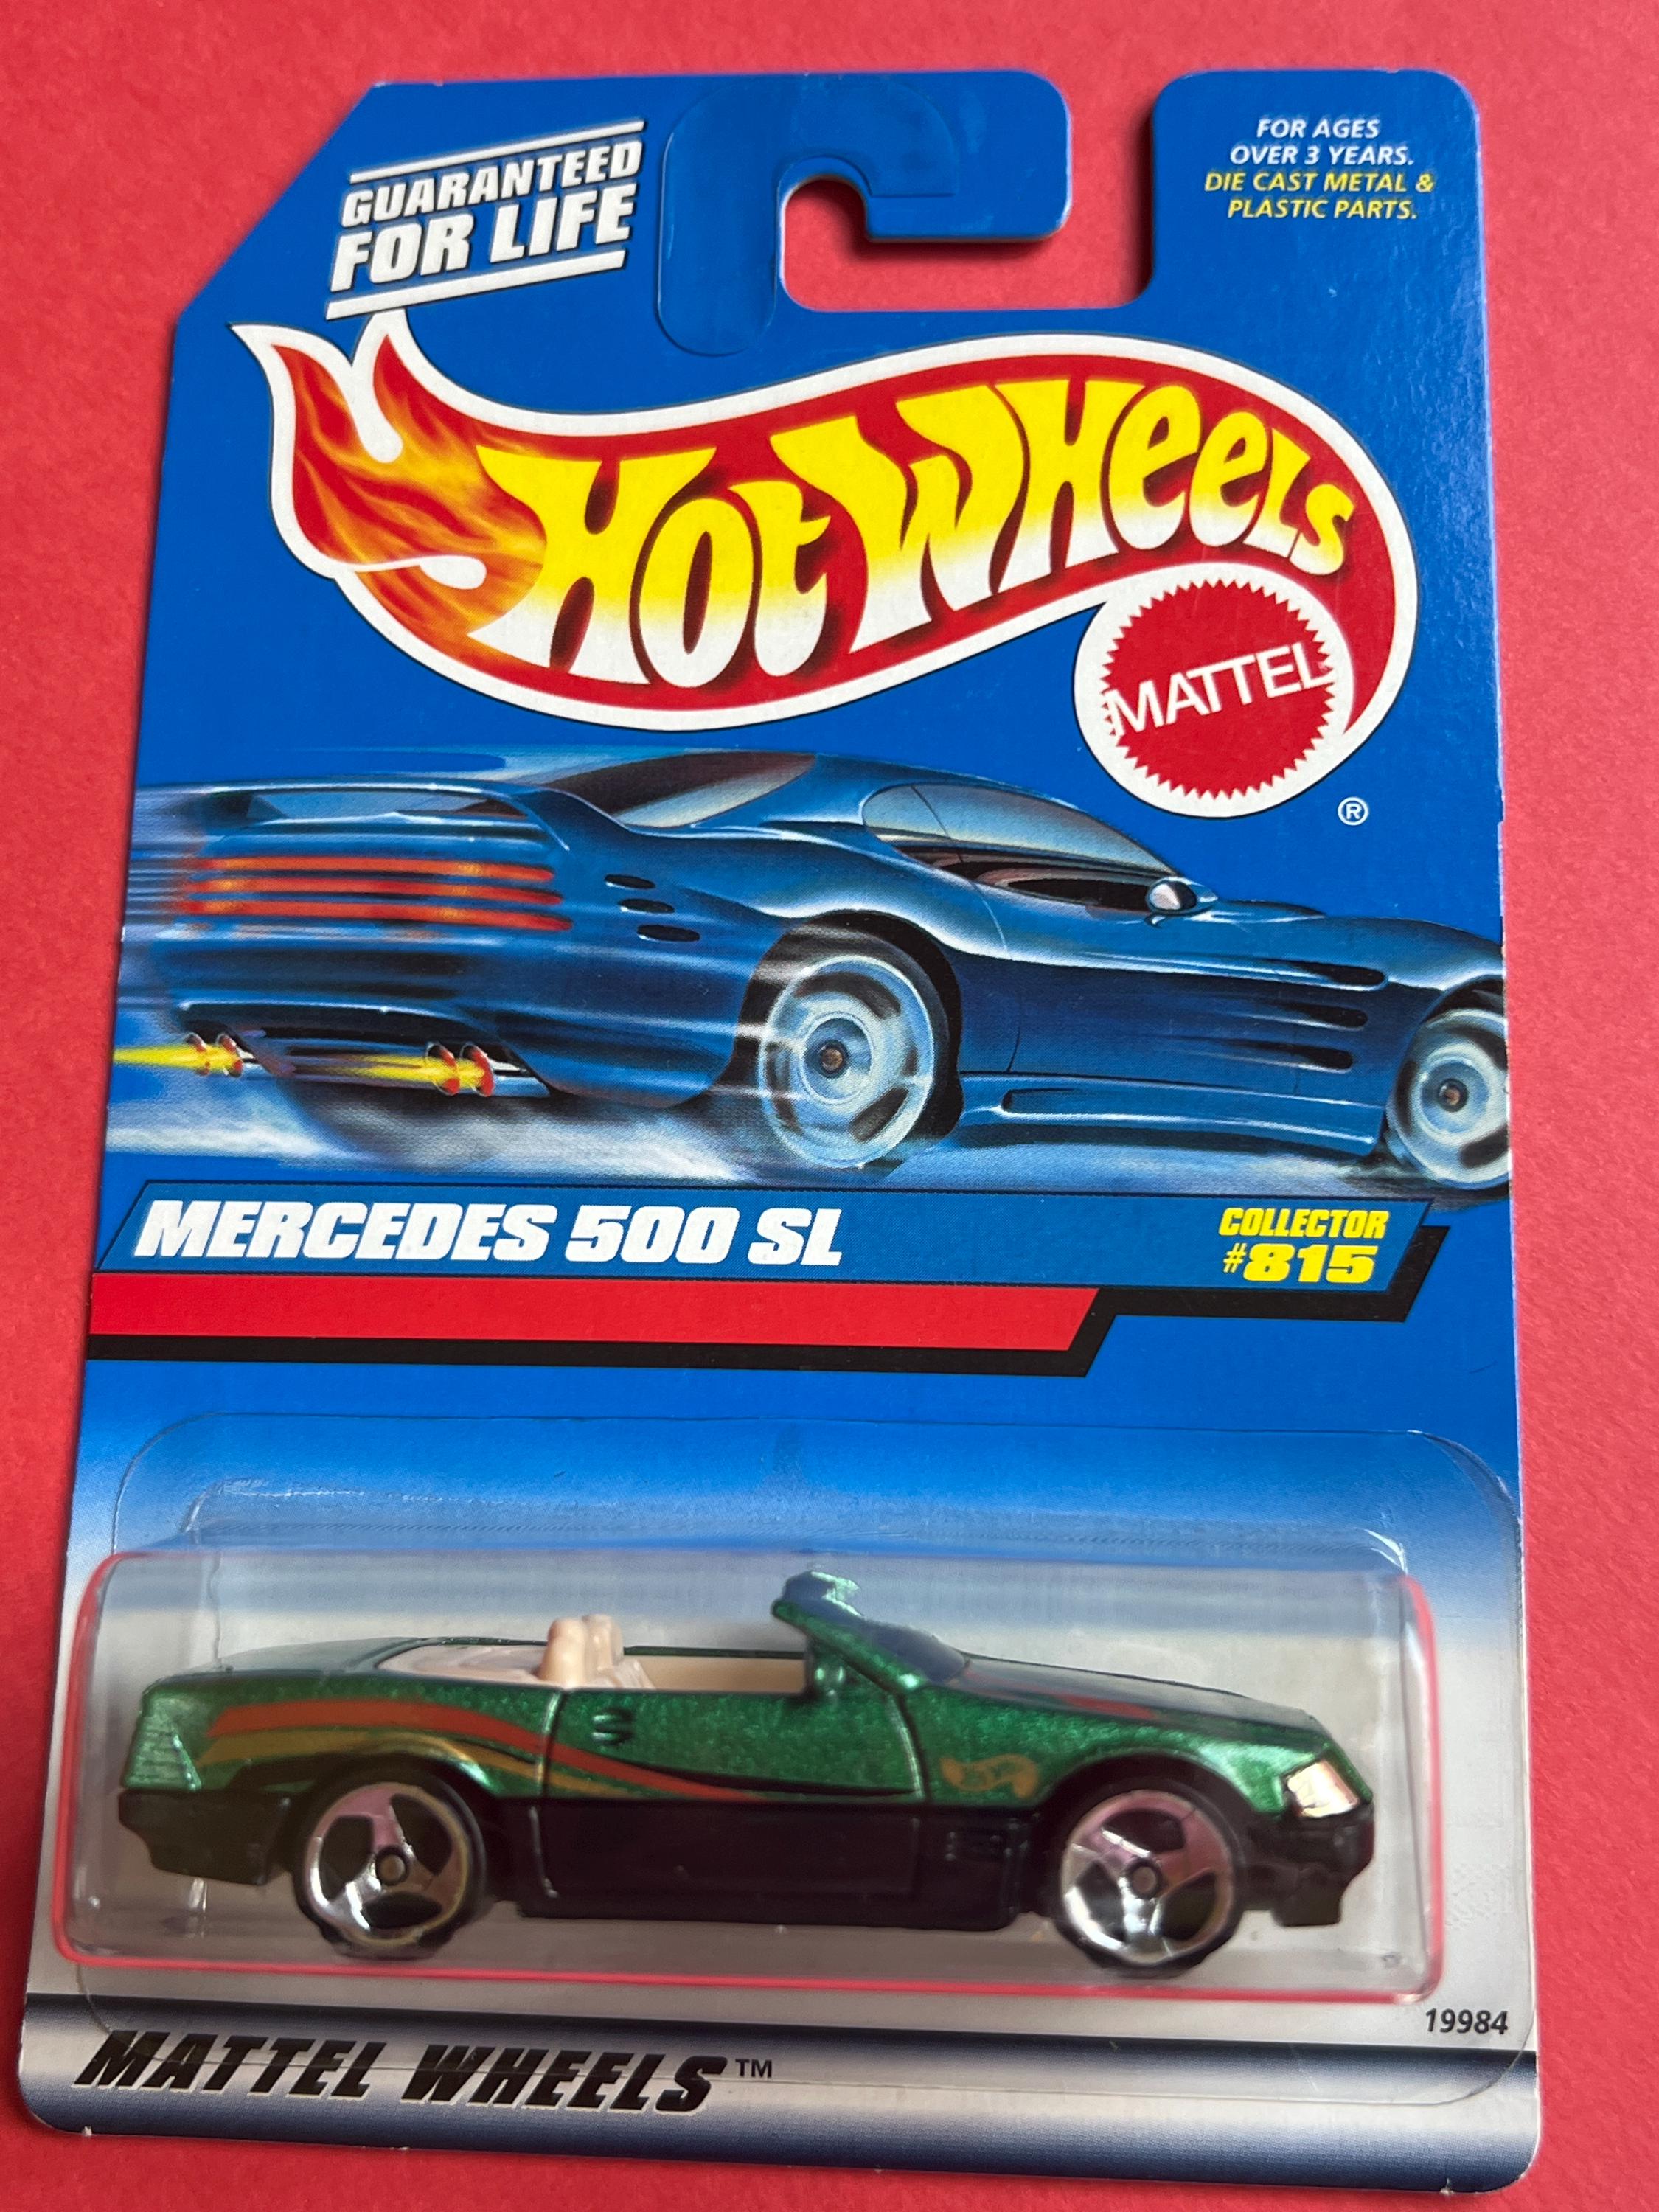 GUARANTEED
FOR LIFE
FOR AGES
OVER 3 YEARS.
DIE CAST METAL &
PLASTIC PARTS.
HOT WHEELS
MATTEL
®
MERCEDES 500 SL
COLLECTOR
#815
19984
MATTEL WHEELS™